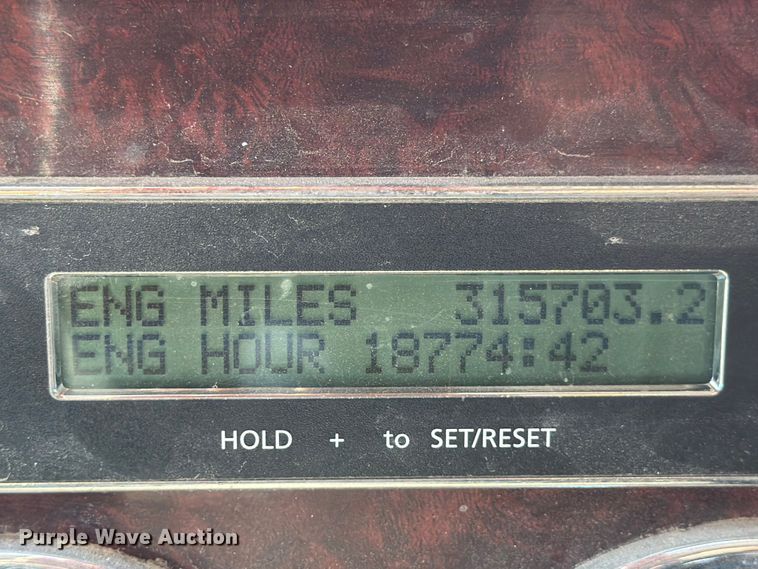 ENG MILES 315703.2
ENG HOUR 18774:42
HOLD + to SET/RESET
Purple Wave Auction